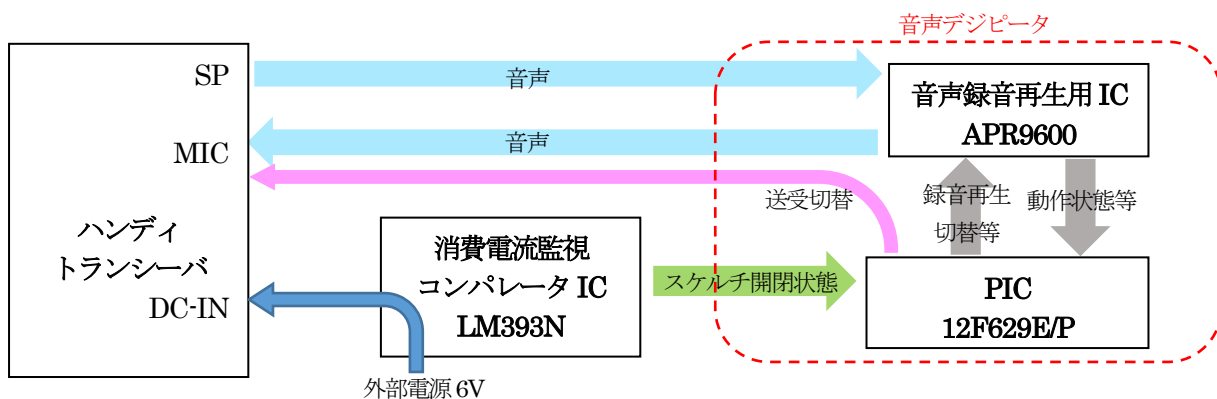 音声デジピータ
SP
音声
音声録音再生用 IC
APR9600
MIC
音声
送受切替
録音再生
切替等
動作状態等
ハンディ
トランシーバ
消費電流監視
コンパレータ IC
LM393N
スケルチ開閉状態
PIC
12F629E/P
DC-IN
外部電源 6V